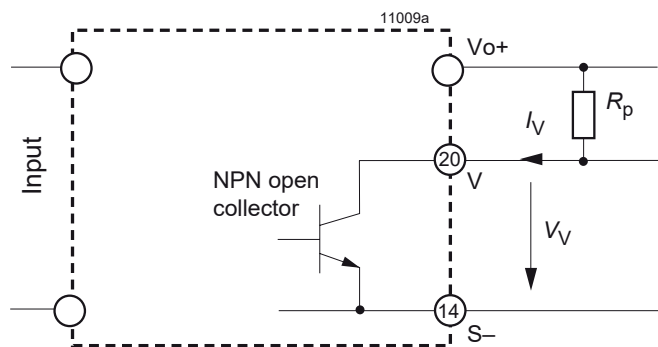 11009a
Vo+
Rp
IV
Input
20
V
NPN open
collector
VV
14
S–